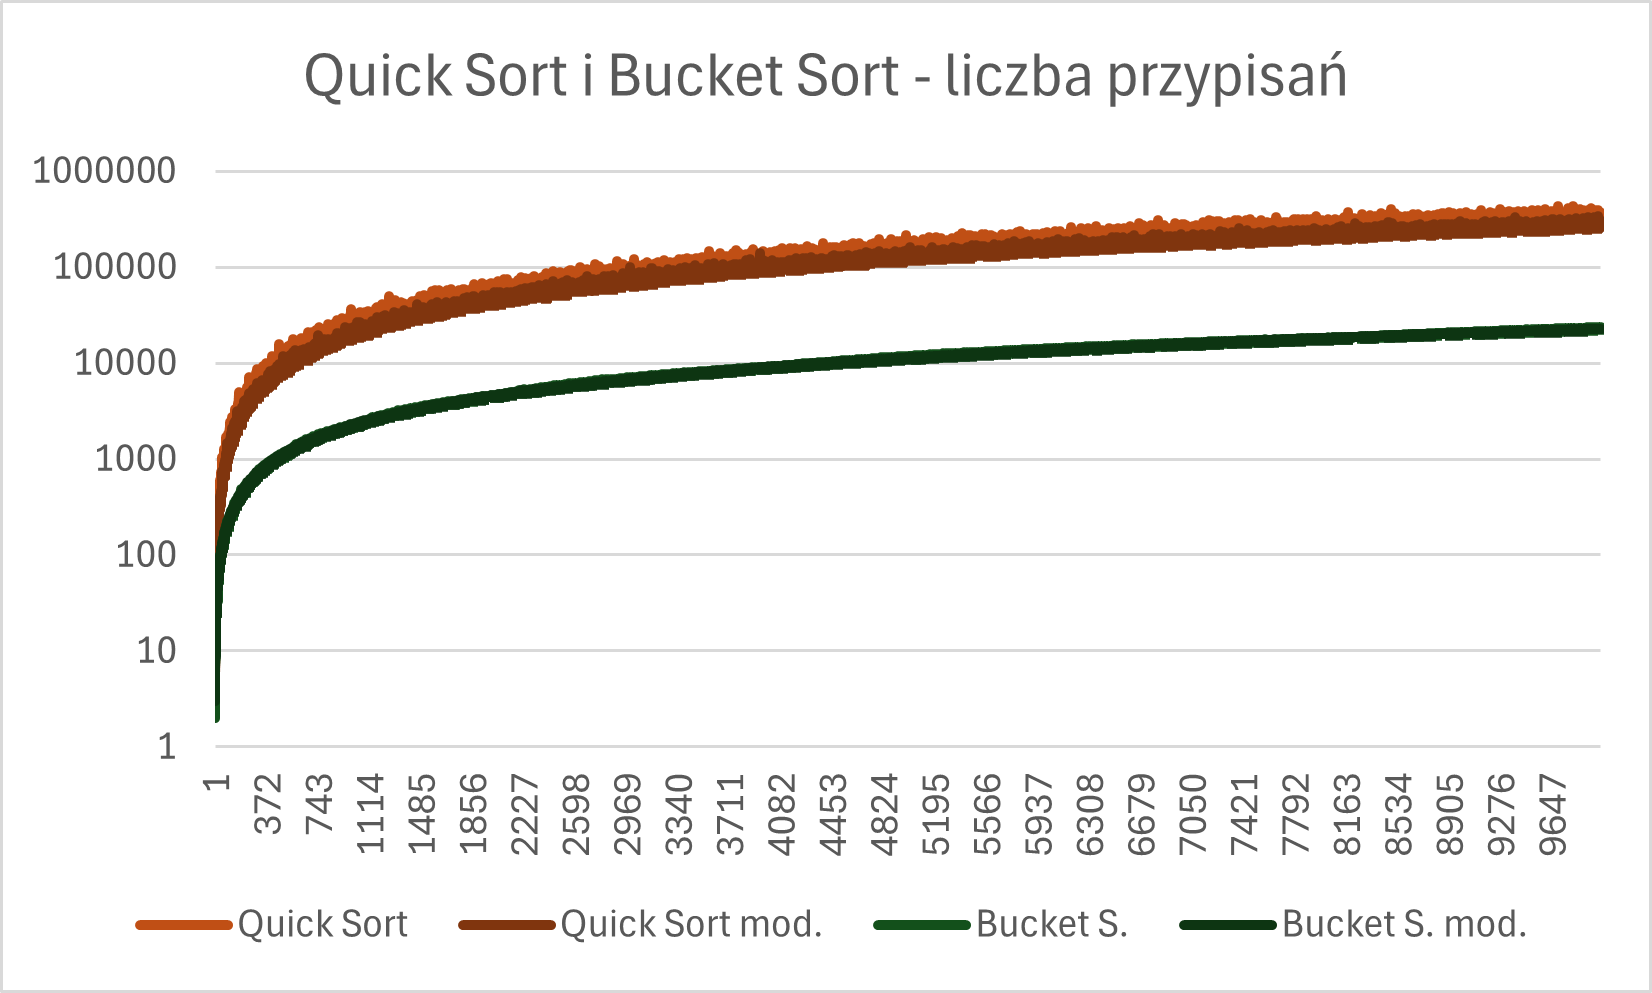 Quick Sort i Bucket Sort - liczba przypisań
1000000
100000
10000
1000
100
10
1
1 372 743 1114 1485 1856 2227 2598 2969 3340 3711 4082 4453 4824 5195 5566 5937 6308 6679 7050 7421 7792 8163 8534 8905 9276 9647
Quick Sort Quick Sort mod. Bucket S. Bucket S. mod.